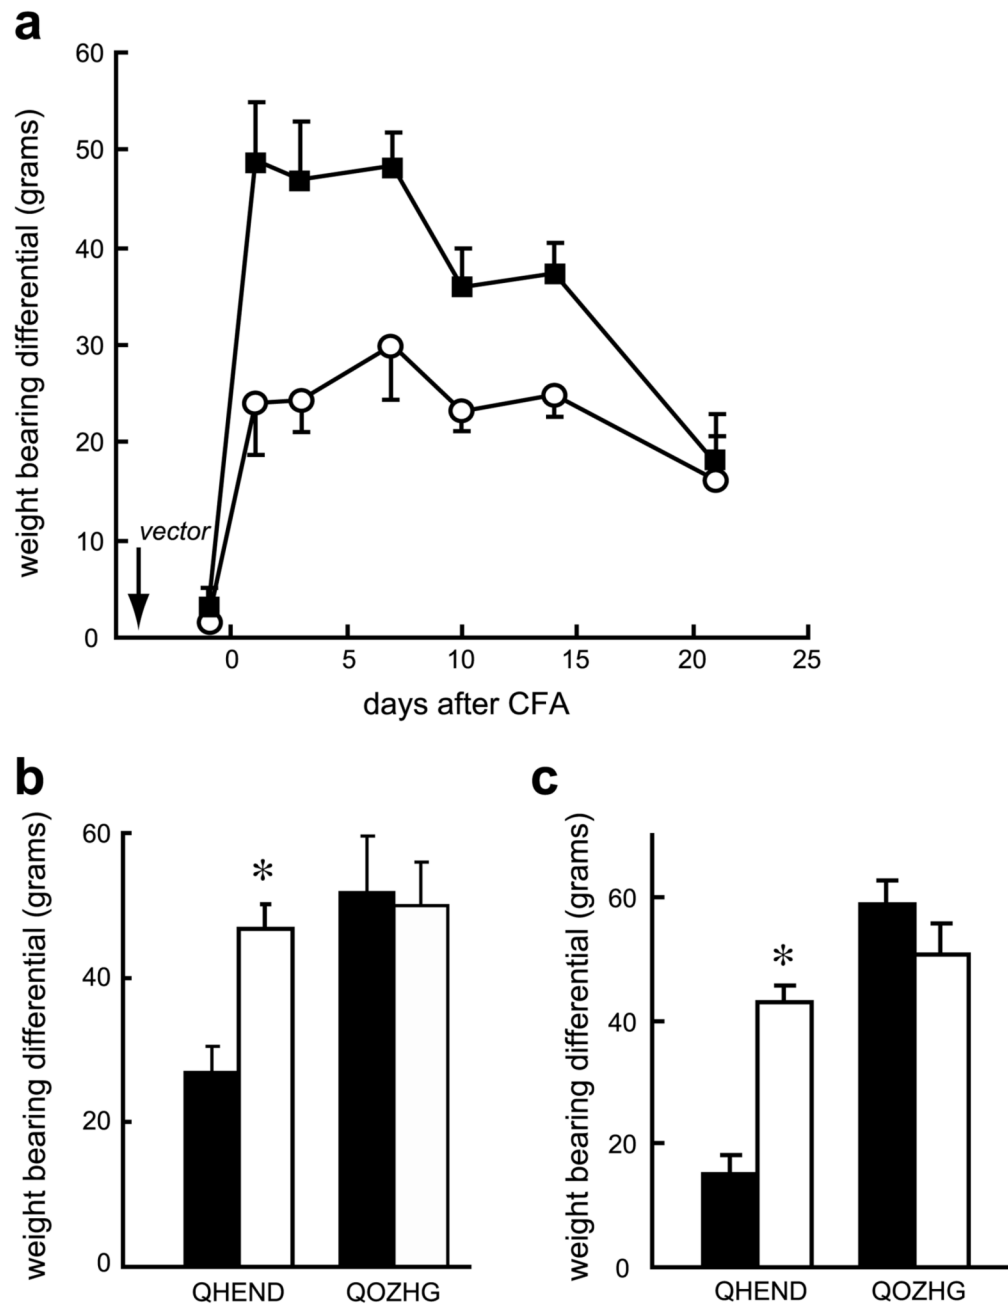 a
weight bearing differential (grams)
60
50
40
30
20
10
0
vector
0 5 10 15 20 25
days after CFA
b
weight bearing differential (grams)
60
40
20
0
*
QHEND QOZHG
c
weight bearing differential (grams)
60
40
20
0
*
QHEND QOZHG